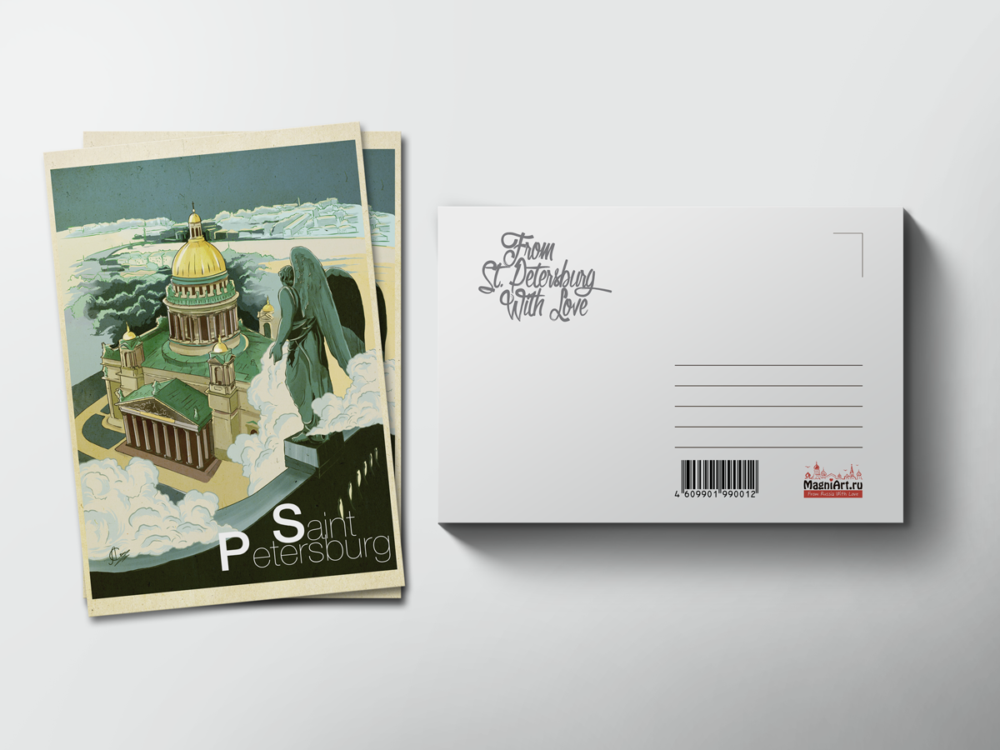 Saint
Petersburg
From
St. Petersburg
With Love
4 609901 990012
MagniArt.ru
From Russia With Love